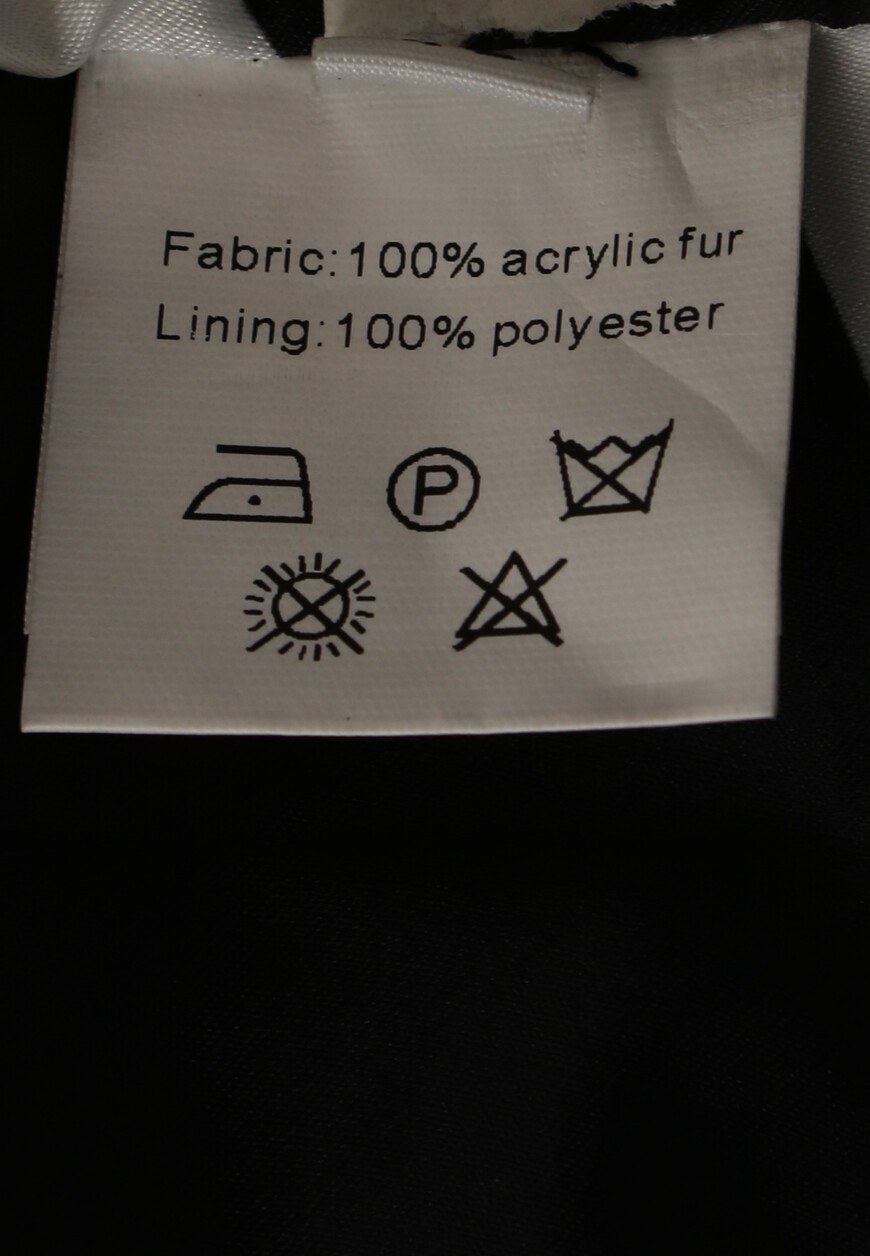 Fabric:100% acrylic fur
Lining:100% polyester
P